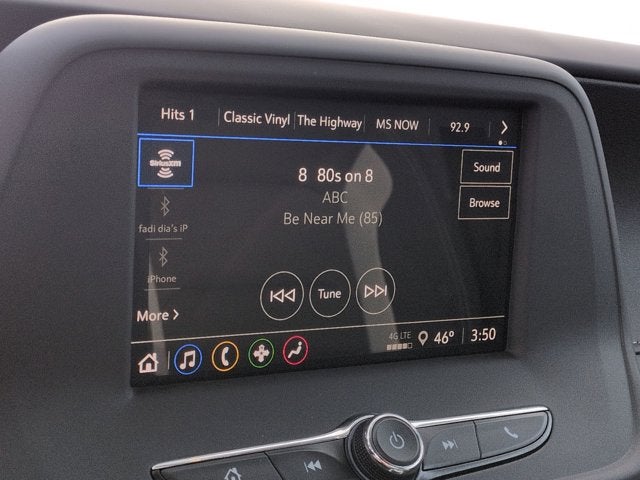 Hits 1 Classic Vinyl The Highway MS NOW 92.9
SiriusXM
8 80s on 8
Sound
ABC
Browse
fadi dia's iP
Be Near Me (85)
iPhone
Tune
More
4G LTE 46° 3:50